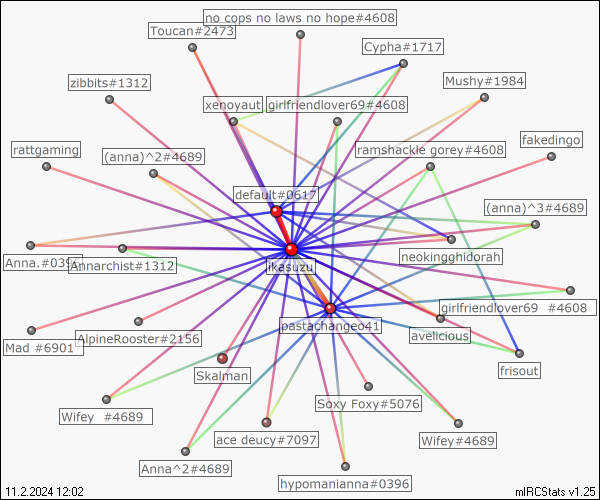 no cops no laws no hope#4608
Toucan#2473
Cypha#1717
zibbits#1312
Mushy#1984
xenoyaut
girlfriendlover69#4608
rattgaming
(anna)^2#4689
ramshackle gorey#4608
fakedingo
default#0617
(anna)^3#4689
neokingghidorah
Anna.#039
Annarchist#1312
ikasuzu
girlfriendlover69 #4608
pastachangeo41
avelicious
Mad #6901
AlpineRooster#2156
frisout
Skalman
Soxy Foxy#5076
Wifey #4689
ace deucy#7097
Wifey#4689
Anna^2#4689
hypomanianna#0396
11.2.2024 12:02
mIRCStats v1.25